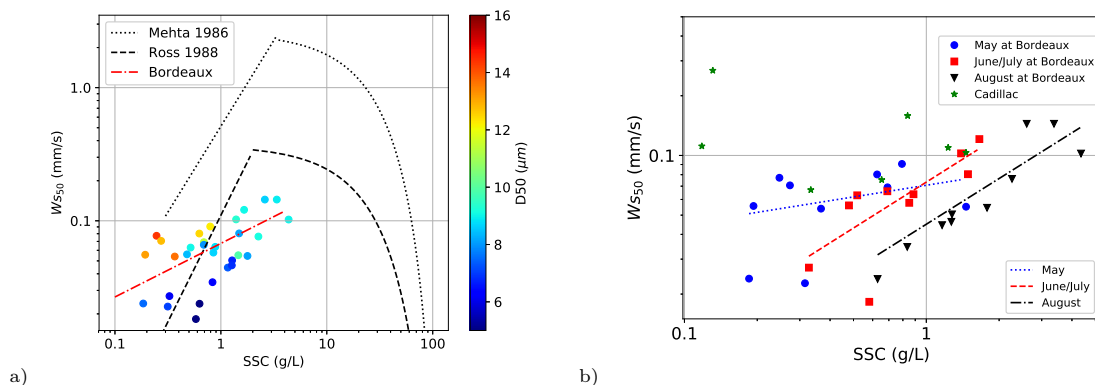 Mehta 1986
Ross 1988
Bordeaux
1.0
0.1
Ws50 (mm/s)
0.1
1
10
100
SSC (g/L)
16
14
12
10
8
6
D50 (μm)
a)
May at Bordeaux
June/July at Bordeaux
August at Bordeaux
Cadillac
0.1
Ws50 (mm/s)
May
June/July
August
0.1
1
SSC (g/L)
b)